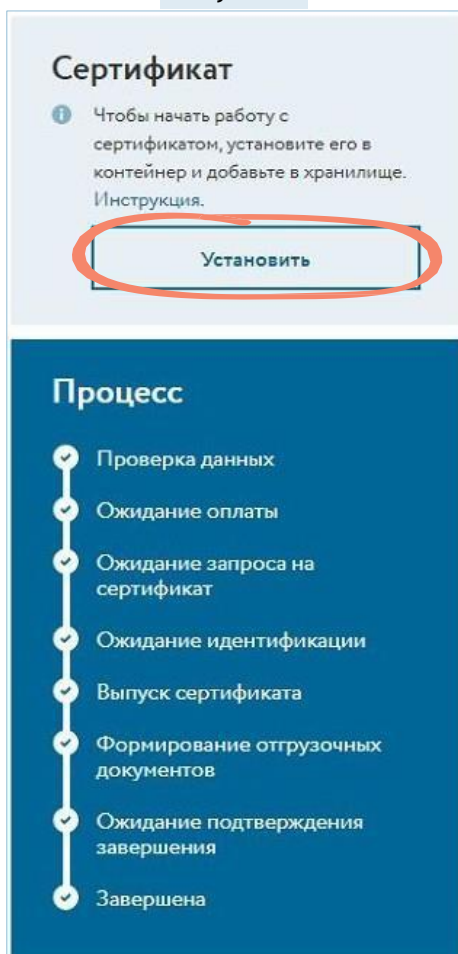 Сертификат
Чтобы начать работу с
сертификатом, установите его в
контейнер и добавьте в хранилище.
Инструкция.
Установить
Процесс
Проверка данных
Ожидание оплаты
Ожидание запроса на
сертификат
Ожидание идентификации
Выпуск сертификата
Формирование отгрузочных
документов
Ожидание подтверждения
завершения
Завершена